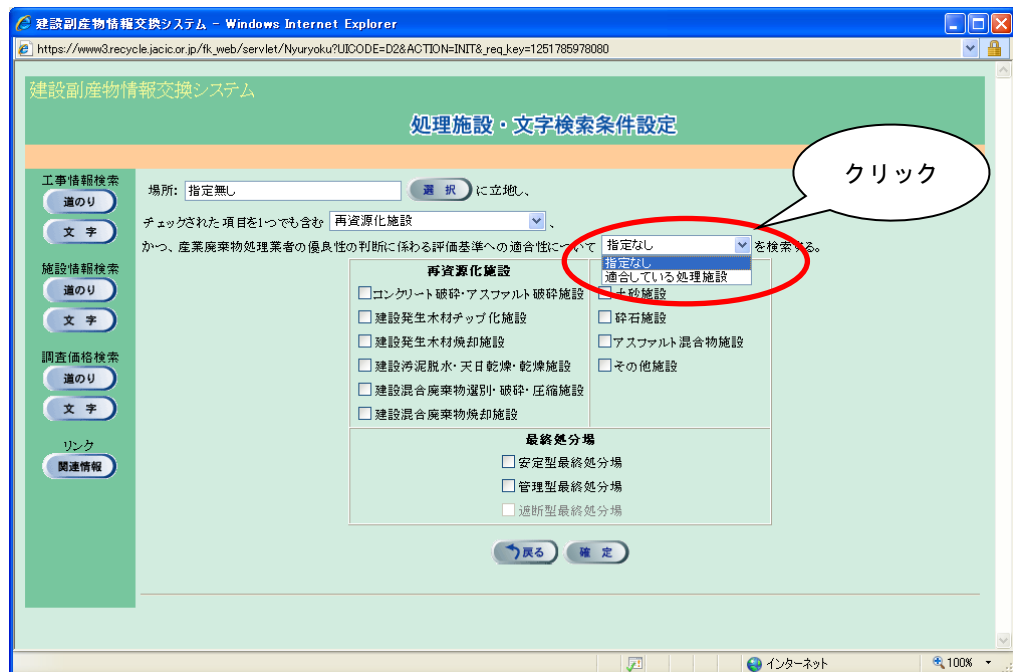 建設副産物情報交換システム - Windows Internet Explorer
https://www3.recycle.jacic.or.jp/fk_web/servlet/Nyuryoku?UICODE=D2&ACTION=INIT&_req_key=1251785978080
建設副産物情報交換システム
処理施設・文字検索条件設定
クリック
工事情報検索
道のり
文 字
施設情報検索
道のり
文 字
調査価格検索
道のり
文 字
リンク
関連情報
場所: 指定無し 選 択 に立地し、
チェックされた項目を1つでも含む 再資源化施設 、
かつ、産業廃棄物処理業者の優良性の判断に係わる評価基準への適合性について 指定なし を検索する。
指定なし
適合している処理施設
再資源化施設
コンクリート破砕・アスファルト破砕施設
建設発生木材チップ化施設
建設発生木材焼却施設
建設汚泥脱水・天日乾燥・乾燥施設
建設混合廃棄物選別・破砕・圧縮施設
建設混合廃棄物焼却施設
土砂施設
砕石施設
アスファルト混合物施設
その他施設
最終処分場
安定型最終処分場
管理型最終処分場
遮断型最終処分場
戻る 確 定
インターネット 100%